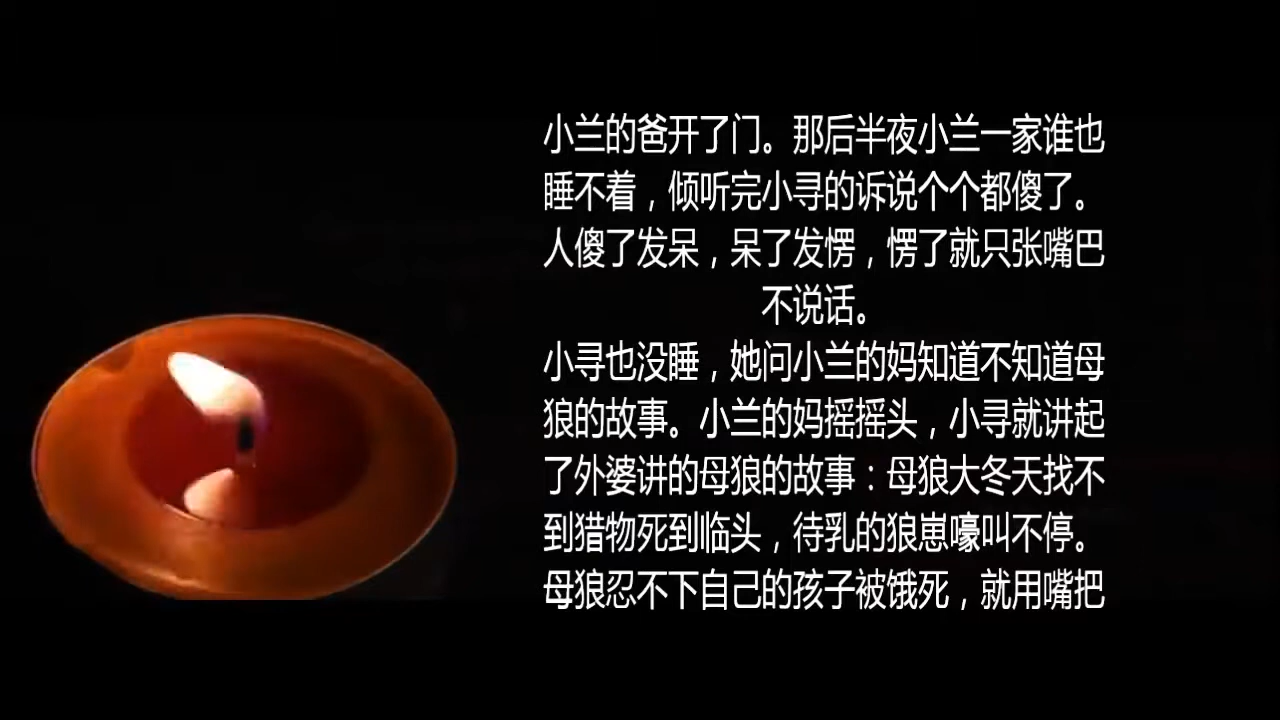 小兰的爸开了门。那后半夜小兰一家谁也
睡不着，倾听完小寻的诉说个个都傻了。
人傻了发呆，呆了发愣，愣了就只张嘴巴
不说话。
小寻也没睡，她问小兰的妈知道不知道母
狼的故事。小兰的妈摇摇头，小寻就讲起
了外婆讲的母狼的故事：母狼大冬天找不
到猎物死到临头，待乳的狼崽嚎叫不停。
母狼忍不下自己的孩子被饿死，就用嘴把